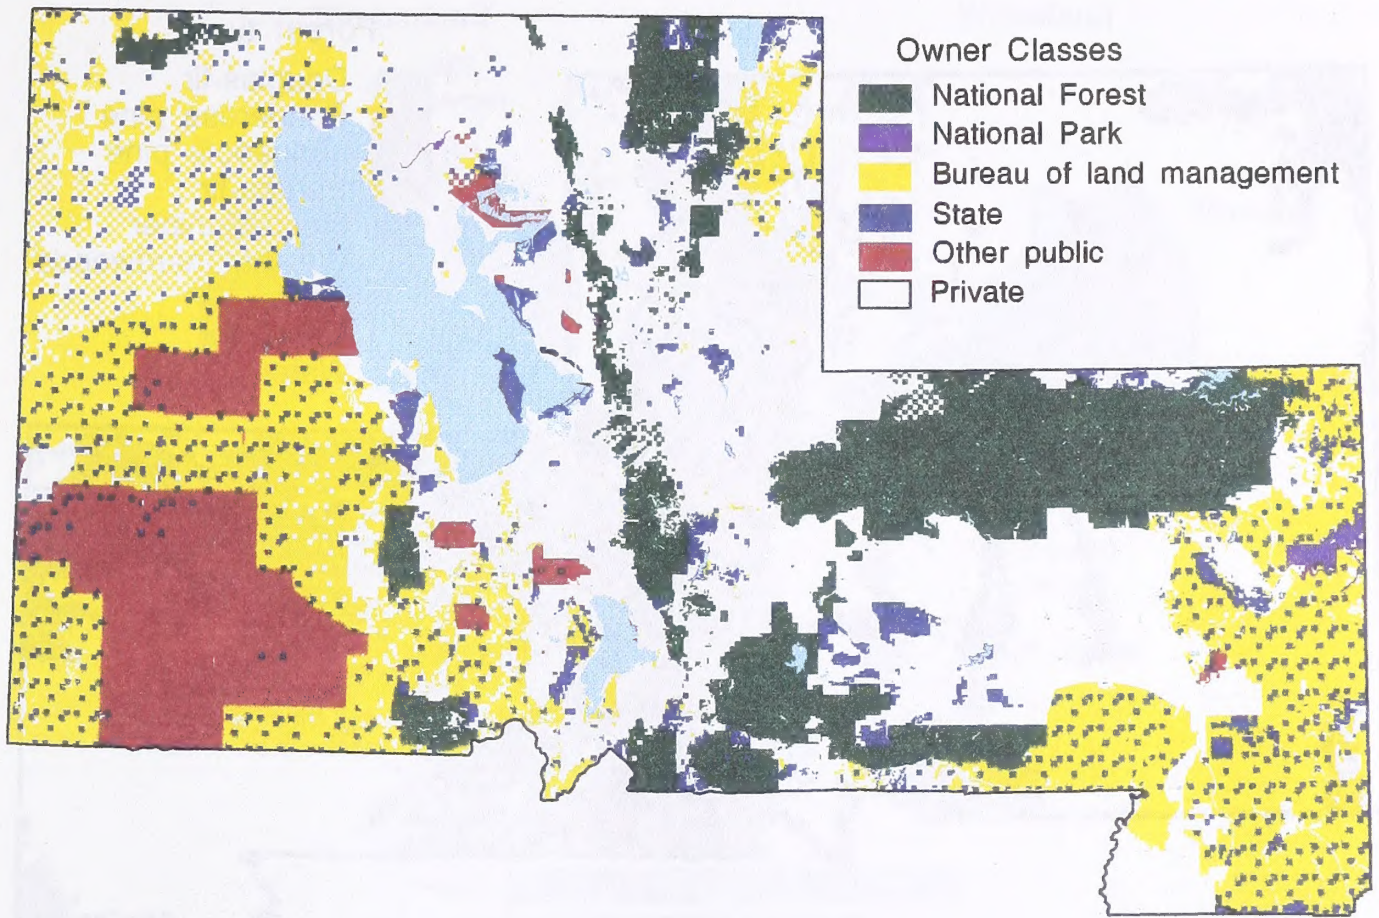 Owner Classes
National Forest
National Park
Bureau of land management
State
Other public
Private